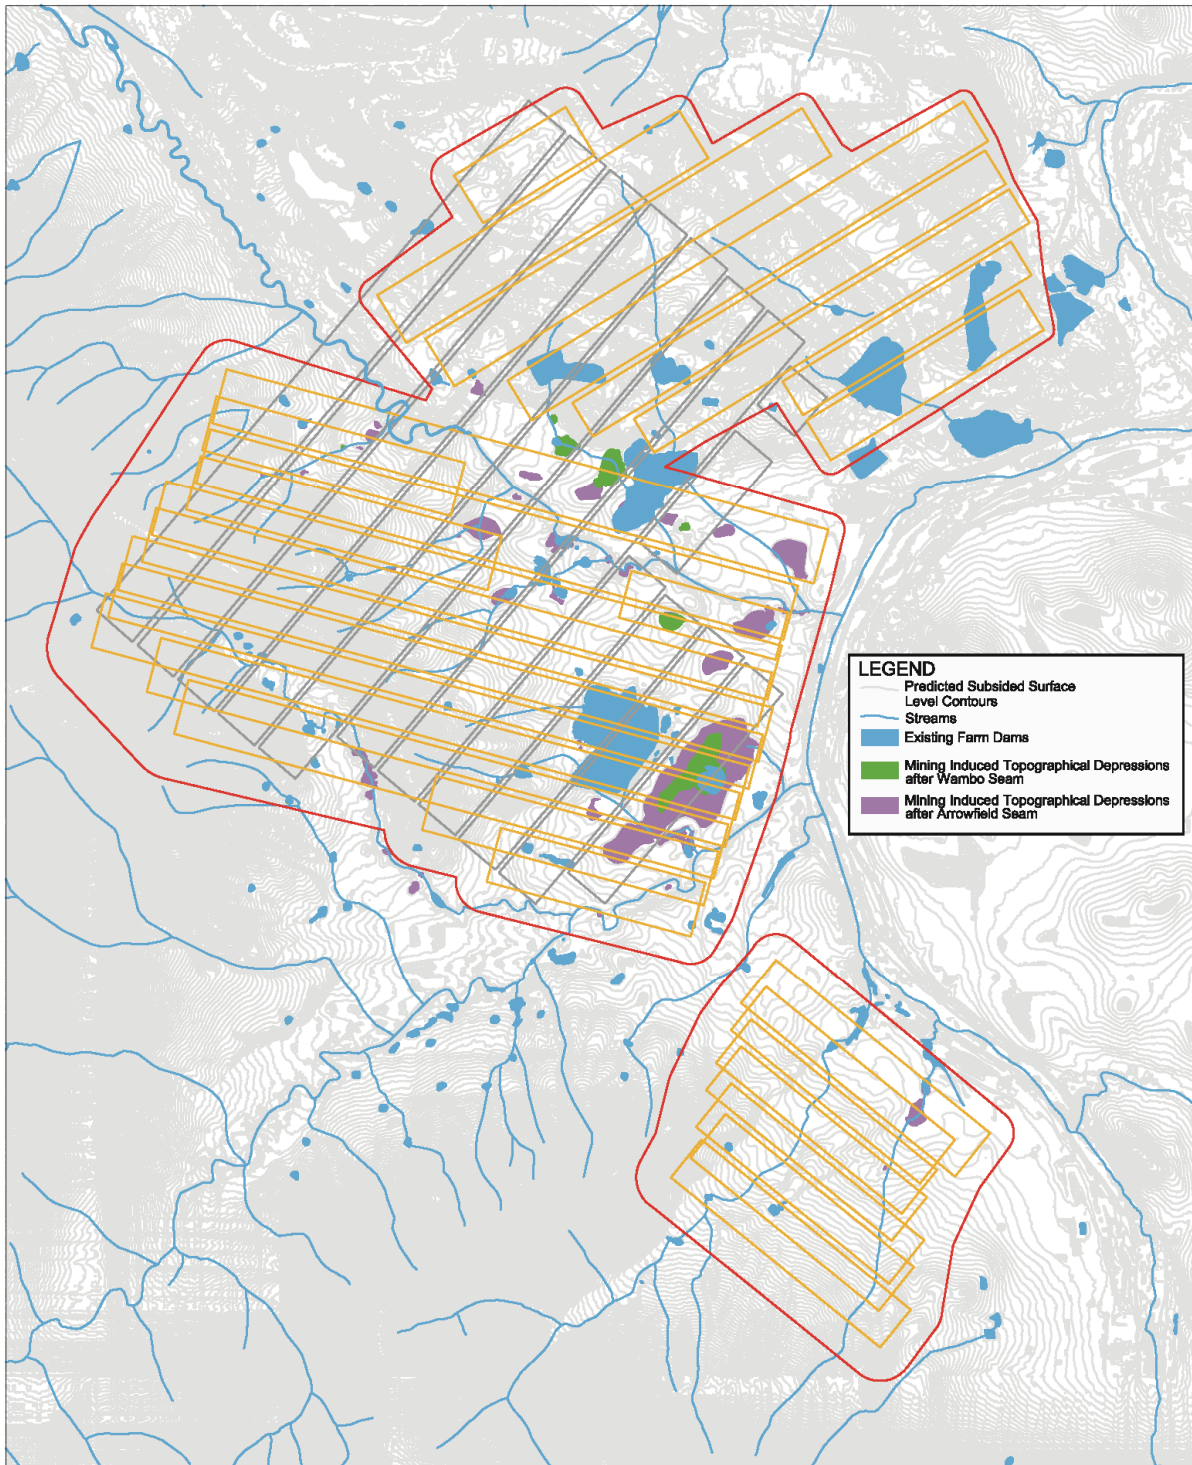 LEGEND
Predicted Subsided Surface
Level Contours
Streams
Existing Farm Dams
Mining Induced Topographical Depressions
after Wambo Seam
Mining Induced Topographical Depressions
after Arrowfield Seam